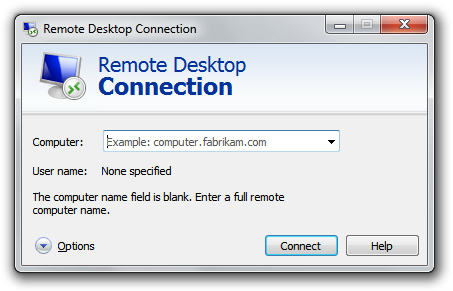 Remote Desktop Connection
Remote Desktop
Connection
Computer: Example: computer.fabrikam.com
User name: None specified
The computer name field is blank. Enter a full remote
computer name.
Options Connect Help